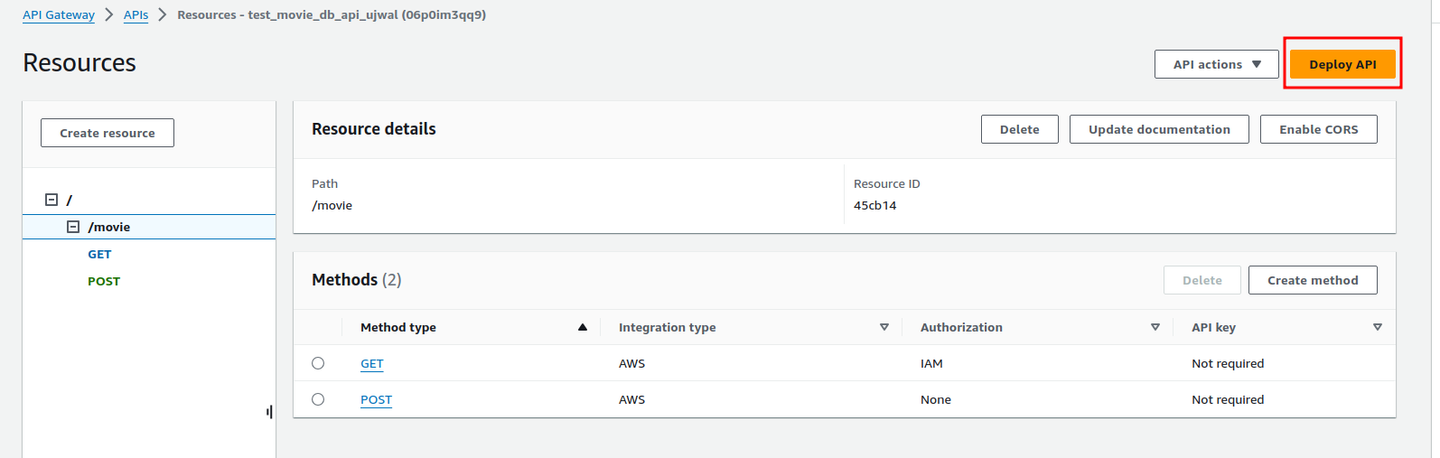 API Gateway > APIs > Resources - test_movie_db_api_ujwal (06p0im3qq9)
Resources
API actions ▼
Deploy API
Create resource
/
/movie
GET
POST
Resource details
Delete
Update documentation
Enable CORS
Path
/movie
Resource ID
45cb14
Methods (2)
Delete
Create method
Method type Integration type Authorization API key
GET AWS IAM Not required
POST AWS None Not required